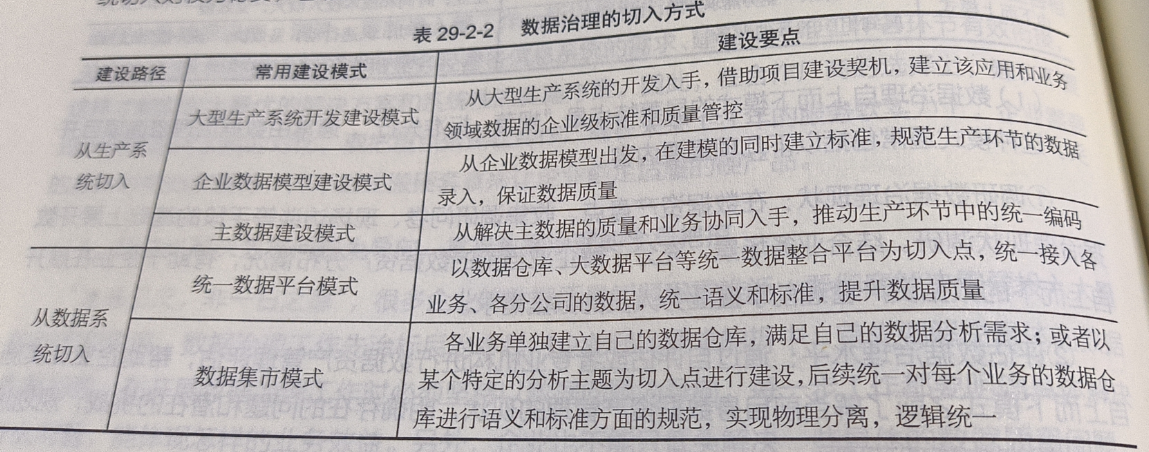 表 29-2-2 数据治理的切入方式
建设路径 常用建设模式 建设要点
从生产系
统切入
大型生产系统开发建设模式
从大型生产系统的开发入手，借助项目建设契机，建立该应用和业务
领域数据的企业级标准和质量管控
企业数据模型建设模式
从企业数据模型出发，在建模的同时建立标准，规范生产环节的数据
录入，保证数据质量
主数据建设模式
从解决主数据的质量和业务协同入手，推动生产环节中的统一编码
从数据系
统切入
统一数据平台模式
以数据仓库、大数据平台等统一数据整合平台为切入点，统一接入各
业务、各分公司的数据，统一语义和标准，提升数据质量
数据集市模式
各业务单独建立自己的数据仓库，满足自己的数据分析需求；或者以
某个特定的分析主题为切入点进行建设，后续统一对每个业务的数据仓
库进行语义和标准方面的规范，实现物理分离，逻辑统一